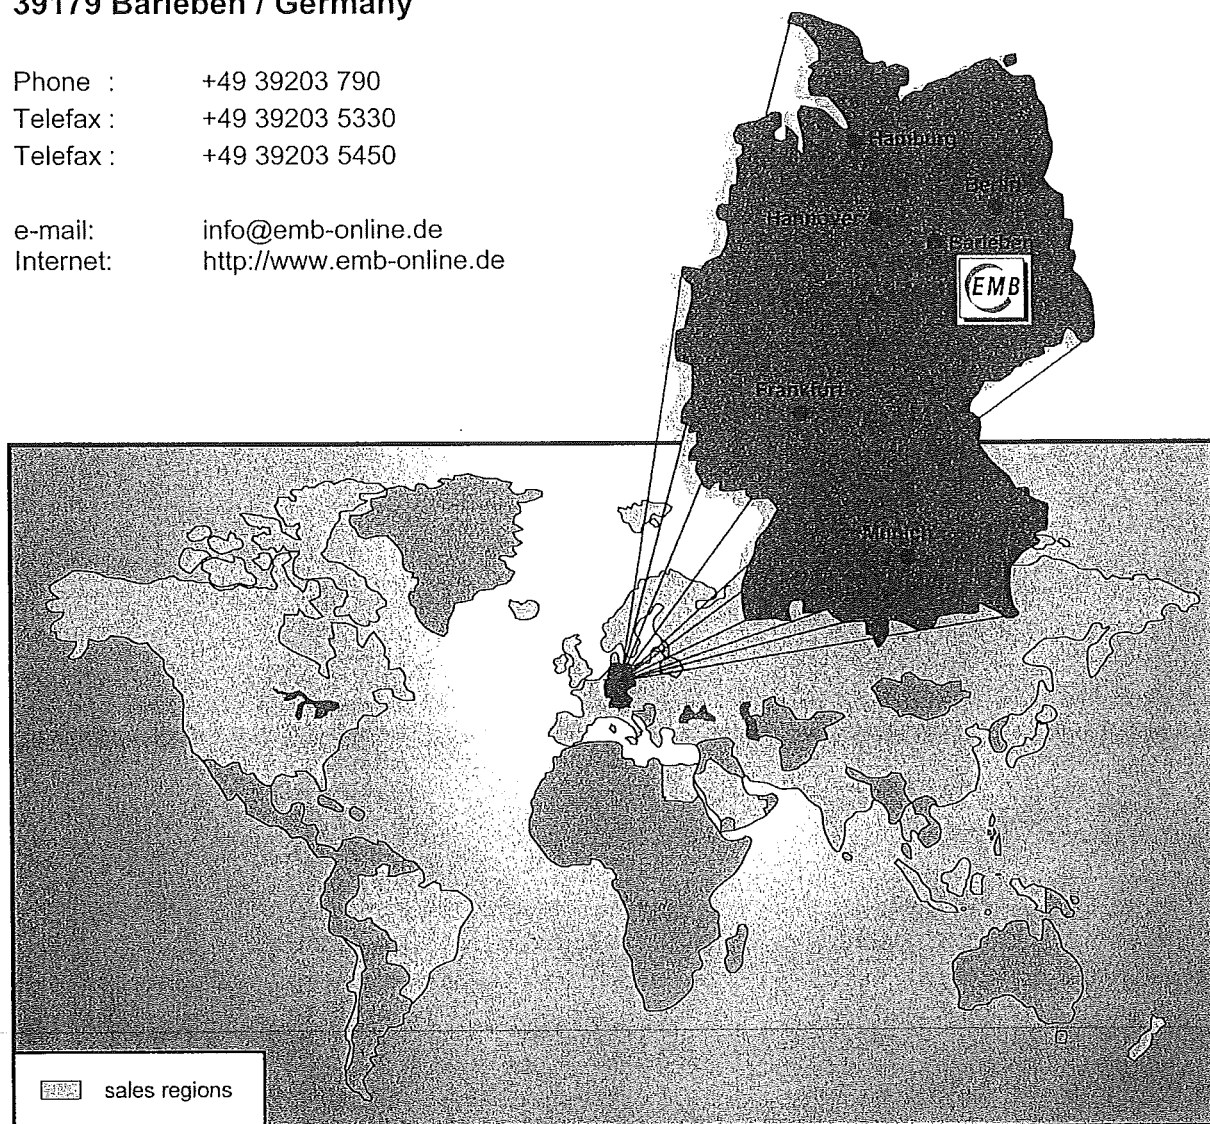 39179 Barleben / Germany
Phone : +49 39203 790
Telefax : +49 39203 5330
Telefax : +49 39203 5450
e-mail: info@emb-online.de
Internet: http://www.emb-online.de
Hamburg
Berlin
Hannover
Barleben
EMB
Frankfurt
Munich
sales regions